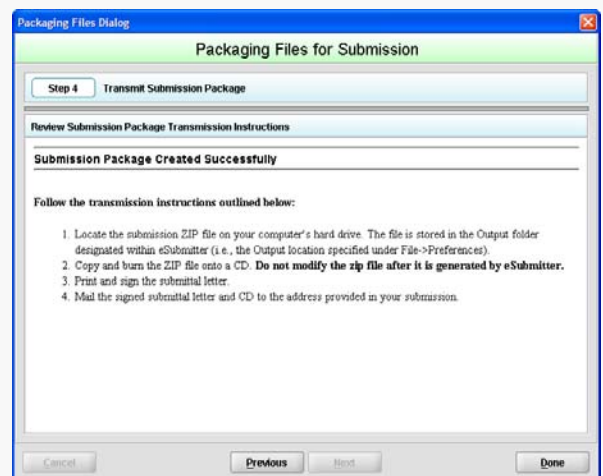 Packaging Files Dialog
Packaging Files for Submission
Step 4 Transmit Submission Package
Review Submission Package Transmission Instructions
Submission Package Created Successfully
Follow the transmission instructions outlined below:
1. Locate the submission ZIP file on your computer's hard drive. The file is stored in the Output folder
designated within eSubmitter (i.e., the Output location specified under File->Preferences).
2. Copy and burn the ZIP file onto a CD. Do not modify the zip file after it is generated by eSubmitter.
3. Print and sign the submittal letter.
4. Mail the signed submittal letter and CD to the address provided in your submission.
Cancel Previous Next Done